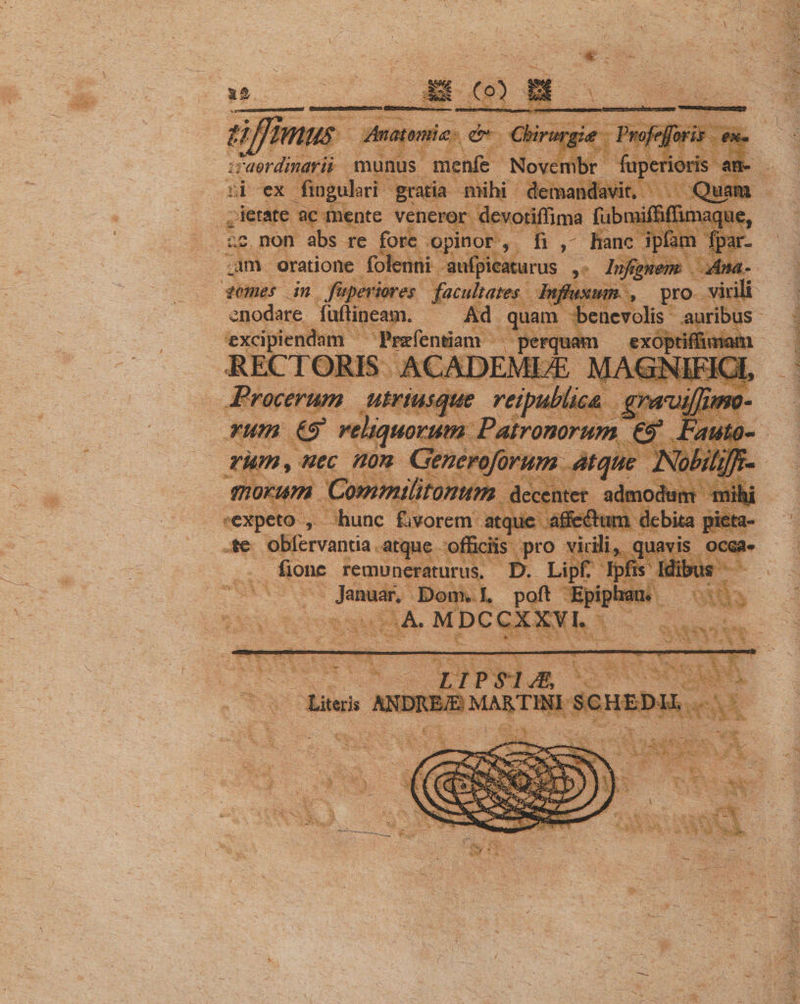 12 (o)
tiſſimus Anatomiæ & Chirurgiæ Profeſſoris ex-
traordinarii munus menſe Novembr ſuperioris an-
ni ex ſingulari gratia mihi demandavit. Quam
pietate ac mente veneror devotiſſima ſubmiſſiſſimaque,
ac non abs re fore opinor, ſi, hanc ipſam ſpar-
tam oratione ſolenni auſpicaturus, Inſignem Ana-
tomes in ſuperiores facultates Influxum, pro virili
enodare ſuſtineam. Ad quam benevolis auribus
excipiendam Præſentiam perquam exoptiſſimam
RECTORIS ACADEMIÆ MAGNIFICI,
Procerum utriusque reipublica graviſſimo-
rum & reliquorum Patronorum & Fauto-
rum, nec non Generoſorum atque Nobiliſſi-
morum Commilitonum decenter admodum mihi
expeto, hunc favorem atque affectum debita pieta-
te obſervantia atque officiis pro virili, quavis occa-
ſione remuneraturus. D. Lipſ. Ipſis Idibus
Januar. Dom. I. poſt Epiphan.
A. MDCCXXVI.
LIPSIÆ,
Literis ANDREÆ MARTINI SCHEDII.